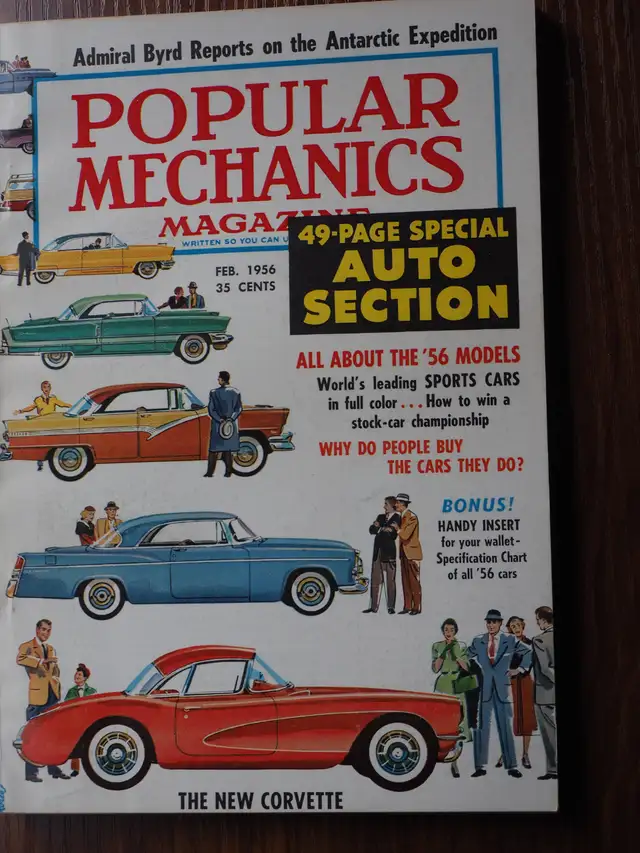 Admiral Byrd Reports on the Antarctic Expedition
POPULAR
MECHANICS
MAGAZINE
WRITTEN SO YOU CAN
49-PAGE SPECIAL
AUTO
SECTION
FEB. 1956
35 CENTS
ALL ABOUT THE '56 MODELS
World's leading SPORTS CARS
in full color... How to win a
stock-car championship
WHY DO PEOPLE BUY
THE CARS THEY DO?
BONUS!
HANDY INSERT
for your wallet-
Specification Chart
of all '56 cars
THE NEW CORVETTE